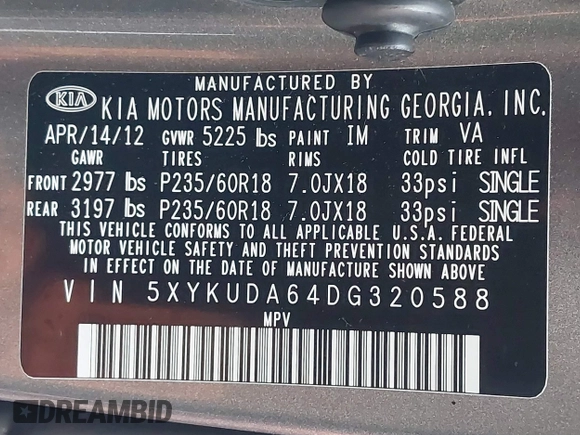 MANUFACTURED BY
KIA KIA MOTORS MANUFACTURING GEORGIA, INC.
APR/14/12 GVWR 5225 lbs PAINT IM TRIM VA
GAWR TIRES RIMS COLD TIRE INFL
FRONT 2977 lbs P235/60R18 7.0JX18 33psi SINGLE
REAR 3197 lbs P235/60R18 7.0JX18 33psi SINGLE
THIS VEHICLE CONFORMS TO ALL APPLICABLE U.S.A. FEDERAL
MOTOR VEHICLE SAFETY AND THEFT PREVENTION STANDARDS
IN EFFECT ON THE DATE OF MANUFACTURE SHOWN ABOVE.
VIN 5XYKUDA64DG320588
MPV
DREAMBID